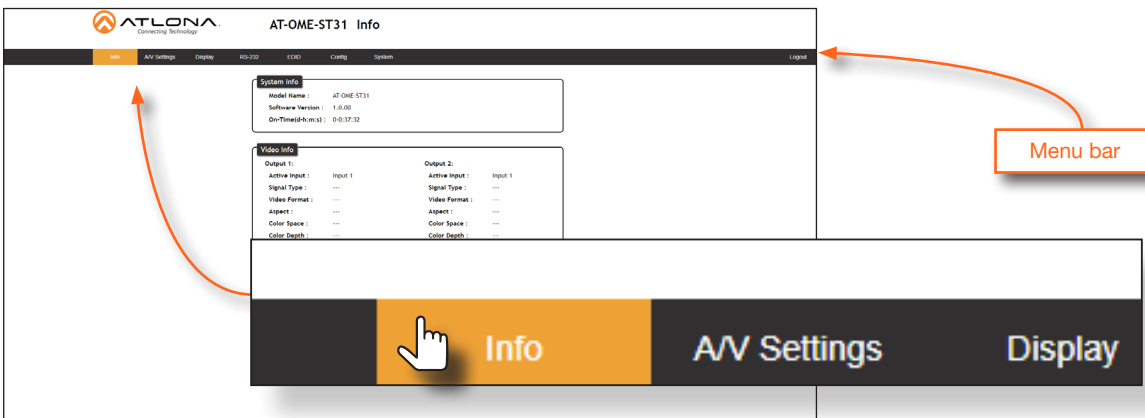 ATLONA.
Connecting Technology
AT-OME-ST31 Info
Info A/V Settings Display RS-232 EDID Config System Logout
System Info
Model Name : AT-OME-ST31
Software Version : 1.0.00
On-Time(d-h:m:s) : 0-0:37:32
Menu bar
Video Info
Output 1: Output 2:
Active Input : Input 1 Active Input : Input 1
Signal Type : --- Signal Type : ---
Video Format : --- Video Format : ---
Aspect : --- Aspect : ---
Color Space : --- Color Space : ---
Color Depth : --- Color Depth : ---
Info A/V Settings Display